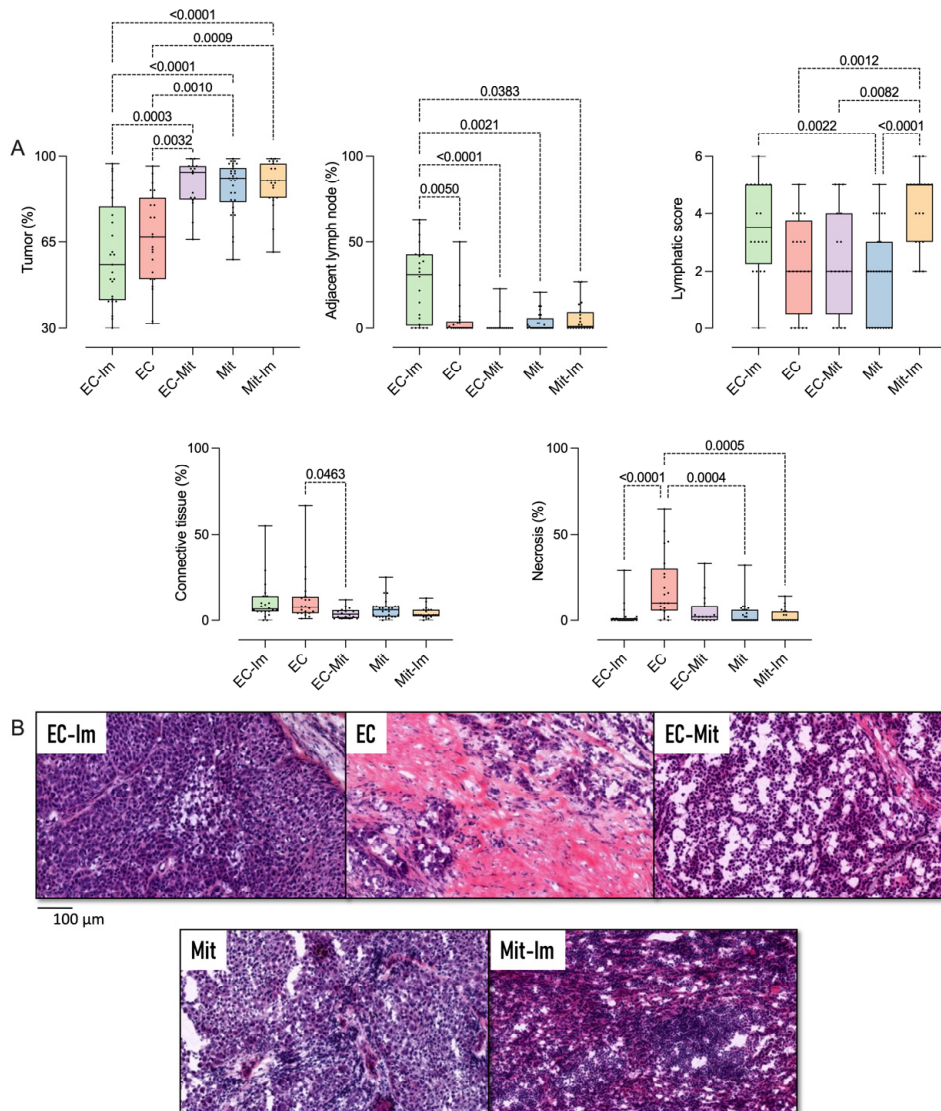 A
<0.0001
0.0009
<0.0001
0.0010
0.0003
0.0032
Tumor (%)
100
65
30
EC-Im
EC
EC-Mit
Mit
Mit-Im
0.0383
0.0021
<0.0001
0.0050
Adjacent lymph node (%)
100
50
0
EC-Im
EC
EC-Mit
Mit
Mit-Im
0.0012
0.0082
0.0022
<0.0001
Lymphatic score
6
4
2
0
EC-Im
EC
EC-Mit
Mit
Mit-Im
0.0463
Connective tissue (%)
100
50
0
EC-Im
EC
EC-Mit
Mit
Mit-Im
0.0005
<0.0001
0.0004
Necrosis (%)
100
50
0
EC-Im
EC
EC-Mit
Mit
Mit-Im
B
EC-Im
EC
EC-Mit
100 µm
Mit
Mit-Im